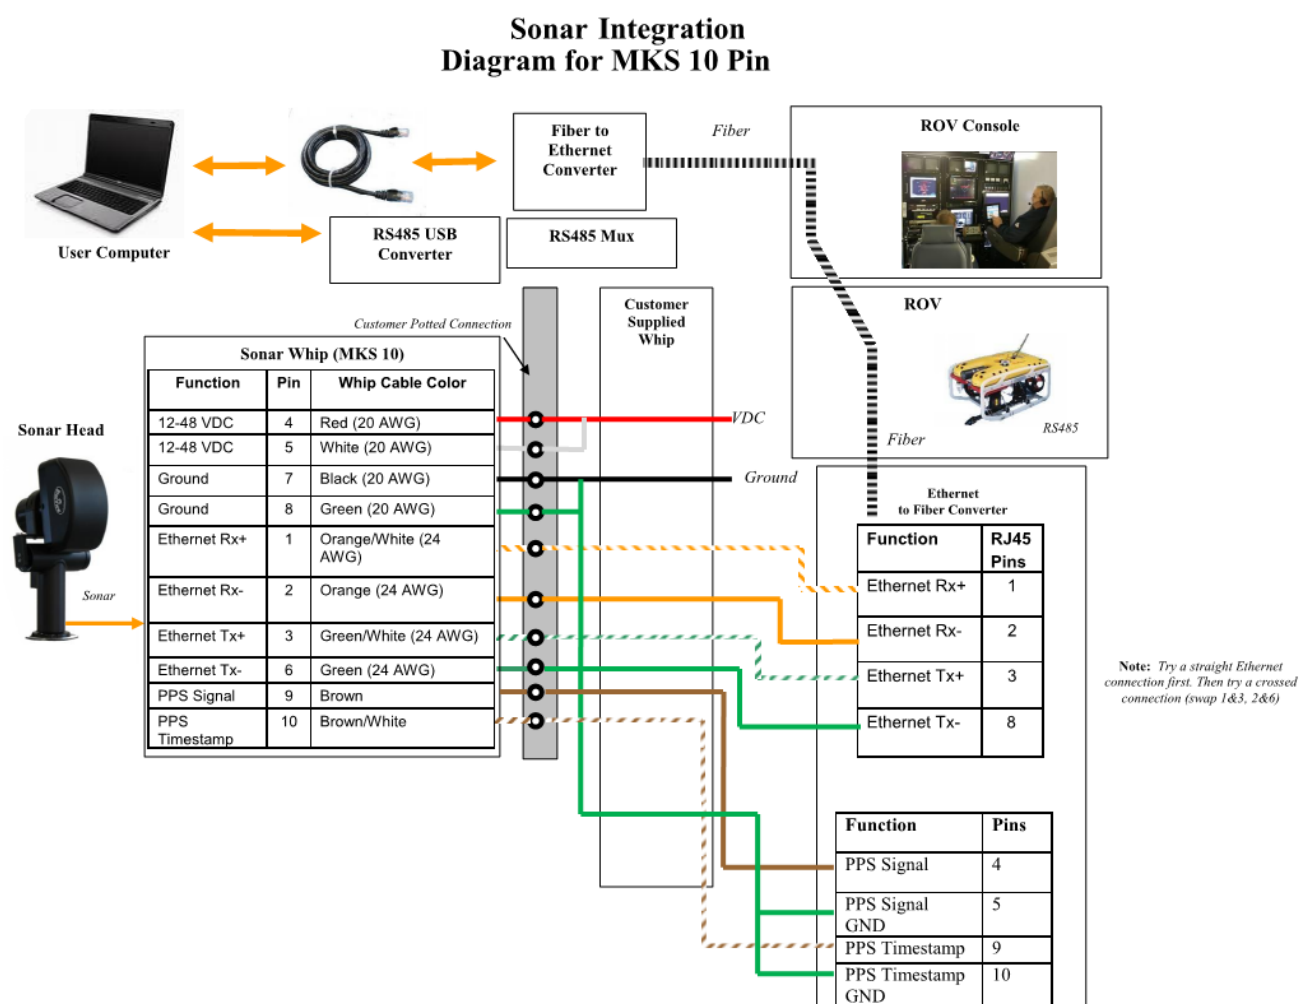 Sonar Integration
Diagram for MKS 10 Pin
Fiber to
Ethernet
Converter
Fiber
ROV Console
User Computer
RS485 USB
Converter
RS485 Mux
Customer Potted Connection
Customer
Supplied
Whip
ROV
RS485
Fiber
Sonar Whip (MKS 10)
Function Pin Whip Cable Color
12-48 VDC 4 Red (20 AWG)
12-48 VDC 5 White (20 AWG)
Ground 7 Black (20 AWG)
Ground 8 Green (20 AWG)
Ethernet Rx+ 1 Orange/White (24
AWG)
Ethernet Rx- 2 Orange (24 AWG)
Ethernet Tx+ 3 Green/White (24 AWG)
Ethernet Tx- 6 Green (24 AWG)
PPS Signal 9 Brown
PPS 10 Brown/White
Timestamp
Sonar Head
Sonar
VDC
Ground
Ethernet
to Fiber Converter
Function RJ45
Pins
Ethernet Rx+ 1
Ethernet Rx- 2
Ethernet Tx+ 3
Ethernet Tx- 8
Note: Try a straight Ethernet
connection first. Then try a crossed
connection (swap 1&3, 2&6)
Function Pins
PPS Signal 4
PPS Signal 5
GND
PPS Timestamp 9
PPS Timestamp 10
GND